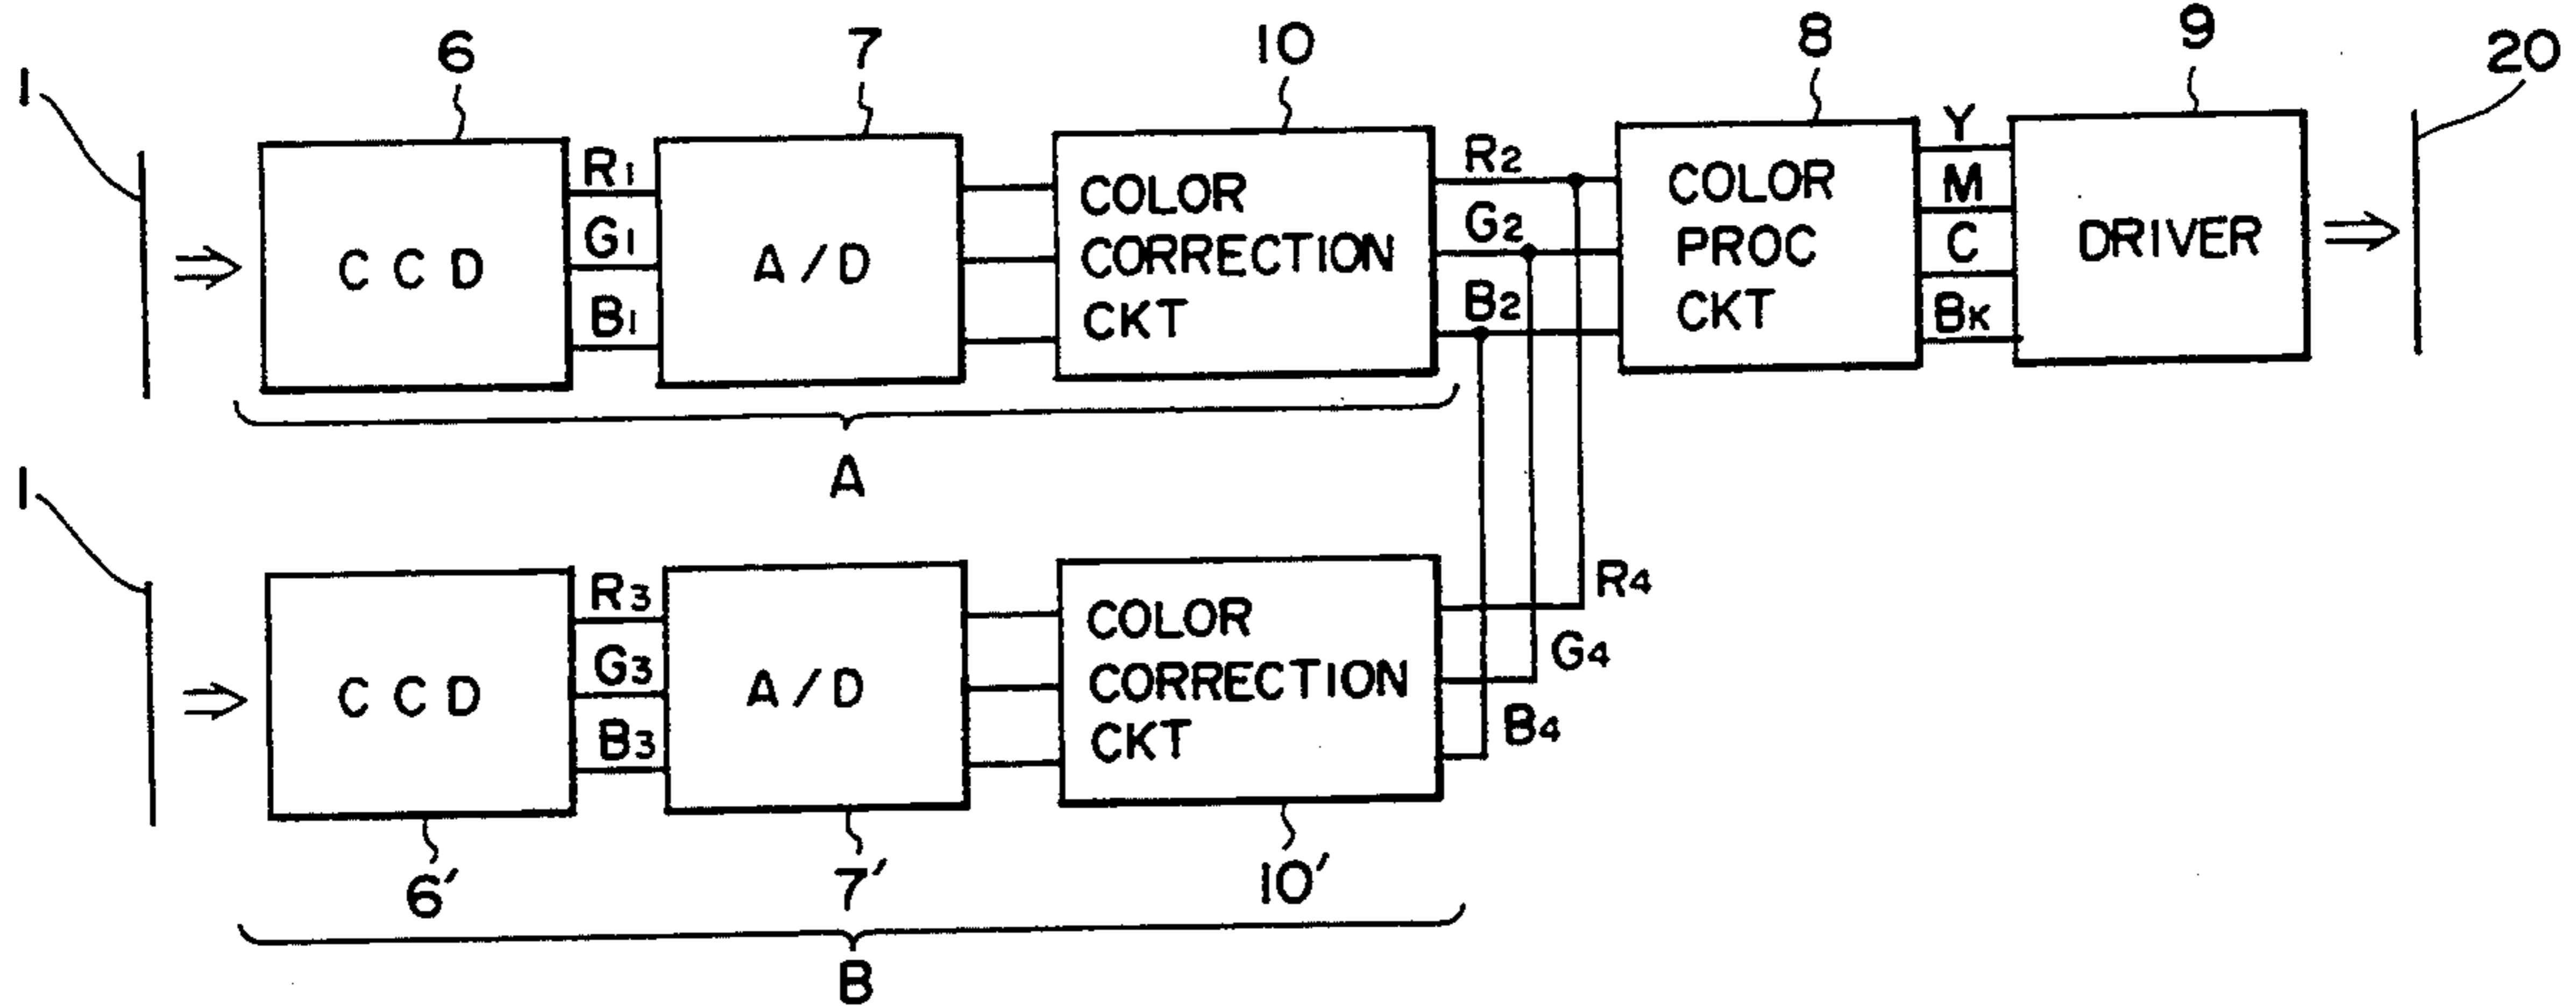 1
6
7
10
8
9
20
CCD
R1
G1
B1
A/D
COLOR
CORRECTION
CKT
R2
G2
B2
COLOR
PROC
CKT
Y
M
C
BK
DRIVER
A
1
CCD
R3
G3
B3
A/D
COLOR
CORRECTION
CKT
R4
G4
B4
6′
7′
10′
B